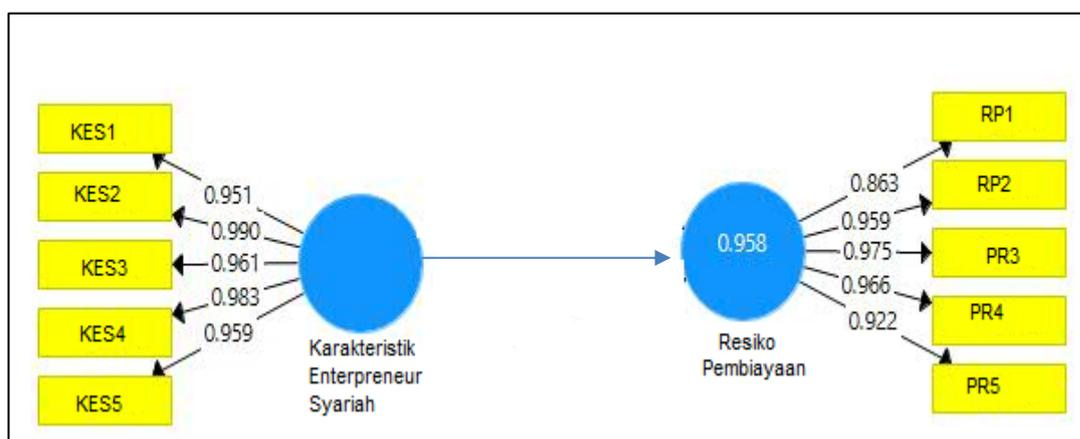 KES1
KES2
KES3
KES4
KES5
0.951
0.990
0.961
0.983
0.959
Karakteristik
Enterpreneur
Syariah
0.958
Resiko
Pembiayaan
0.863
0.959
0.975
0.966
0.922
RP1
RP2
PR3
PR4
PR5